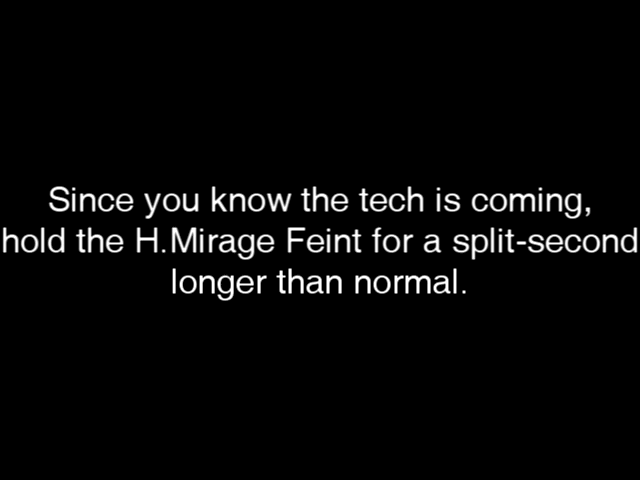 Since you know the tech is coming,
hold the H.Mirage Feint for a split-second
longer than normal.